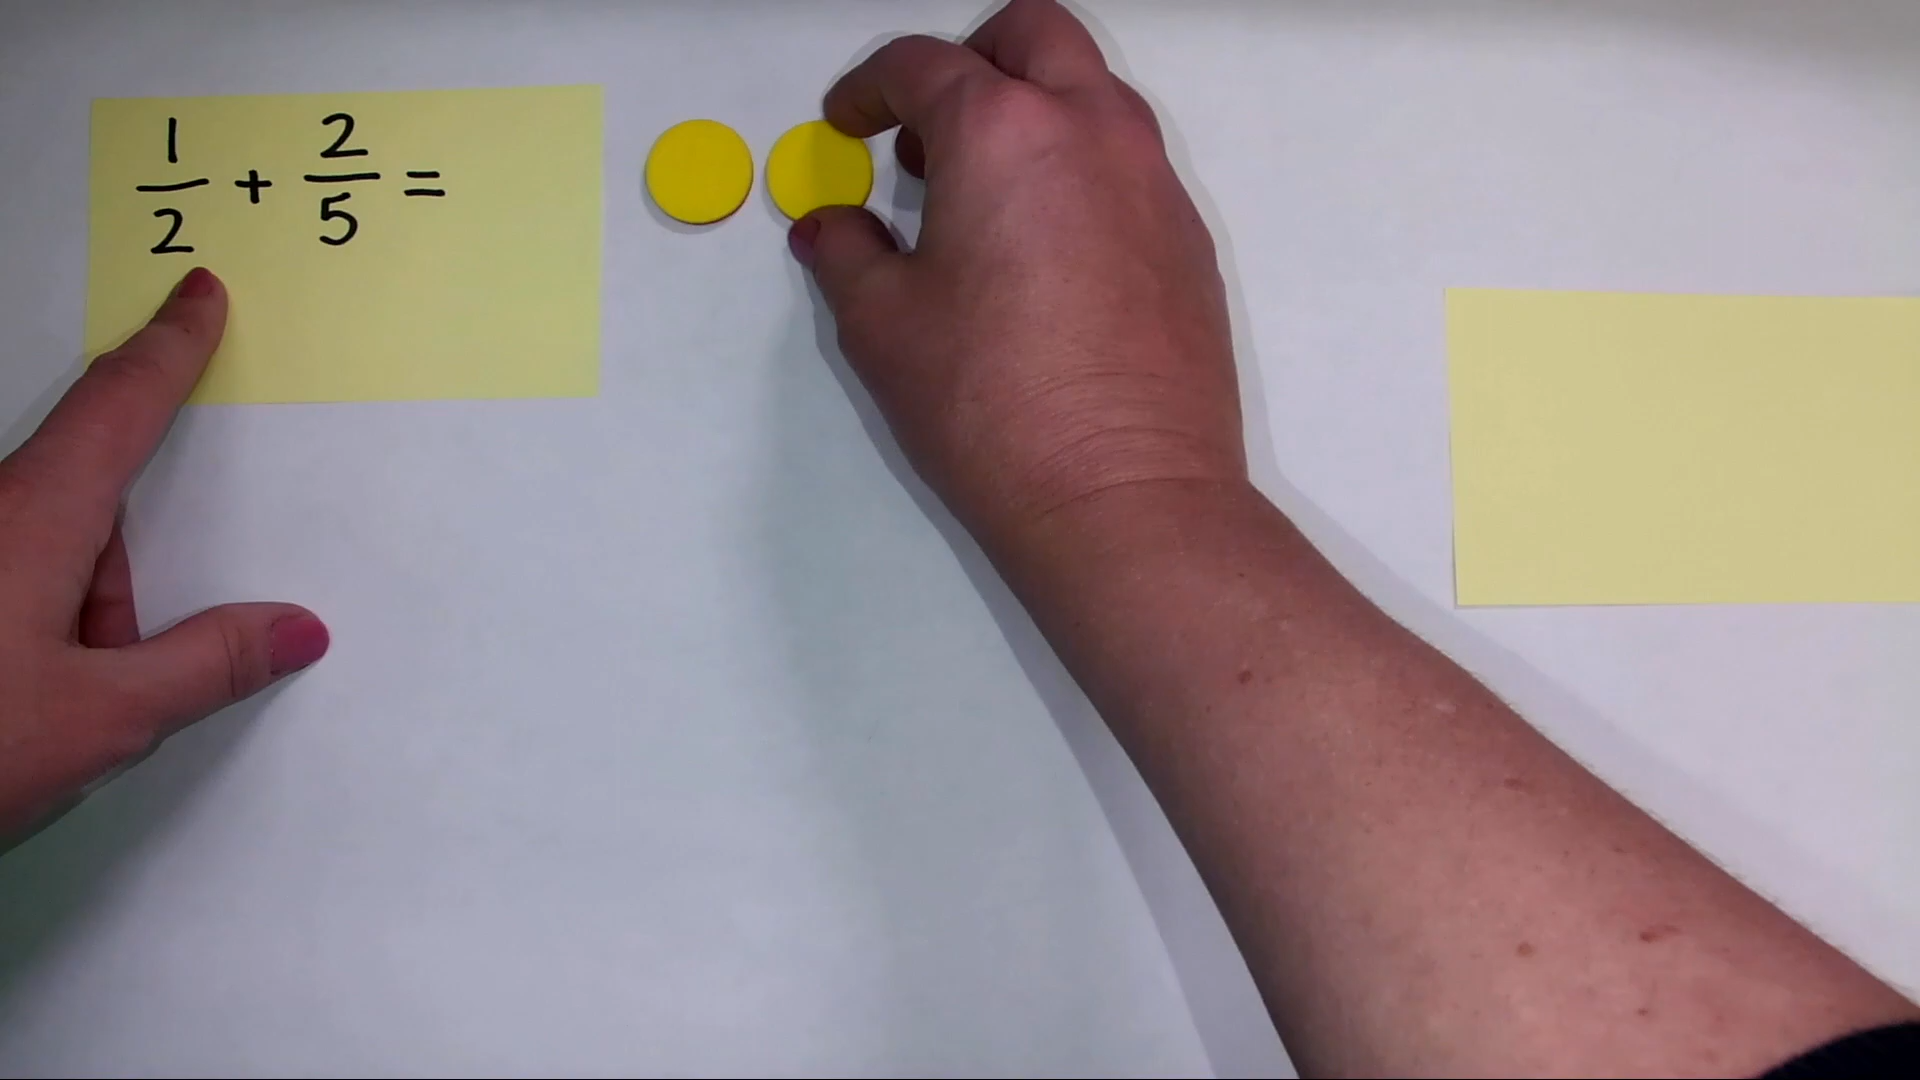 1/2 + 2/5 =